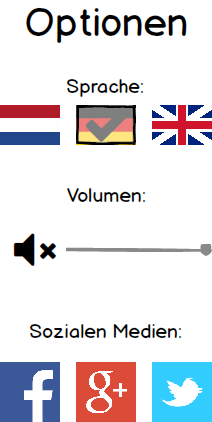 Optionen
Sprache:
Volumen:
Sozialen Medien:
f g+